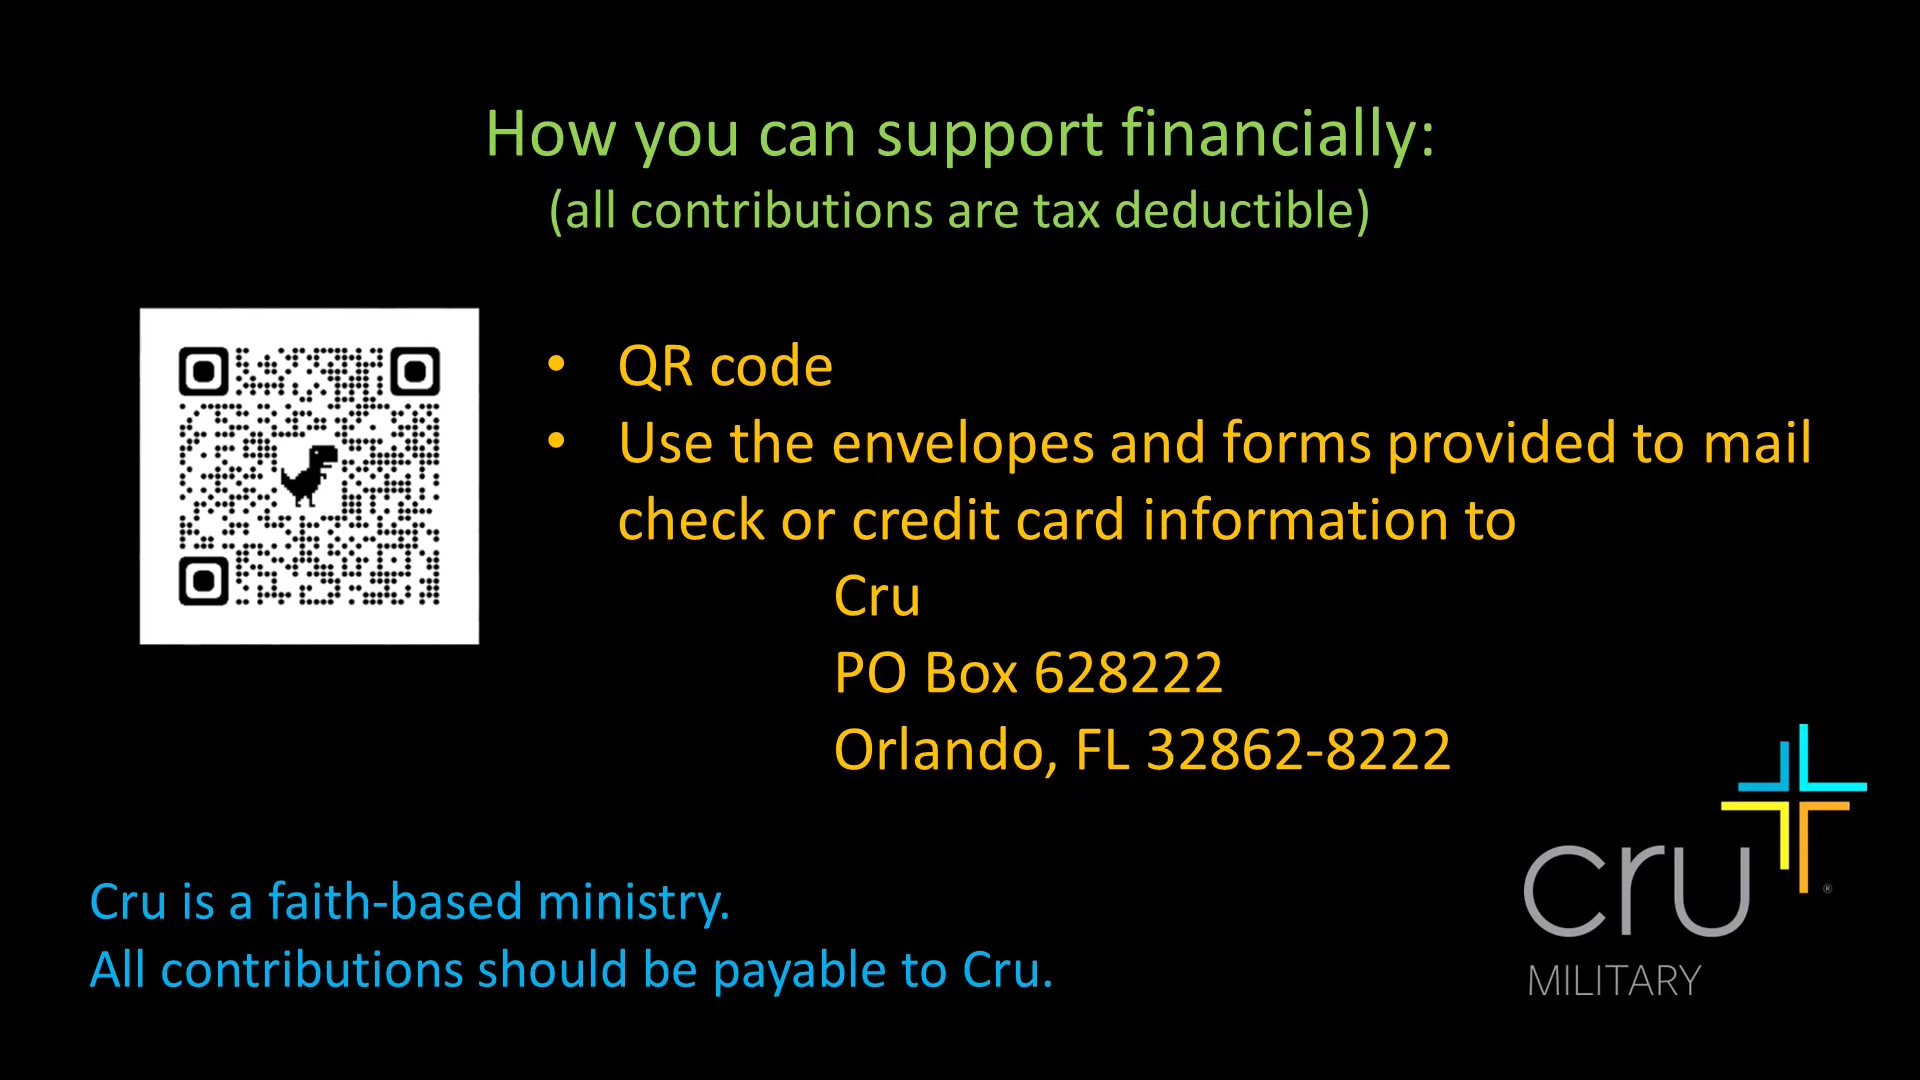 How you can support financially:
(all contributions are tax deductible)
• QR code
• Use the envelopes and forms provided to mail
check or credit card information to
Cru
PO Box 628222
Orlando, FL 32862-8222
Cru is a faith-based ministry.
All contributions should be payable to Cru.
cru®
MILITARY